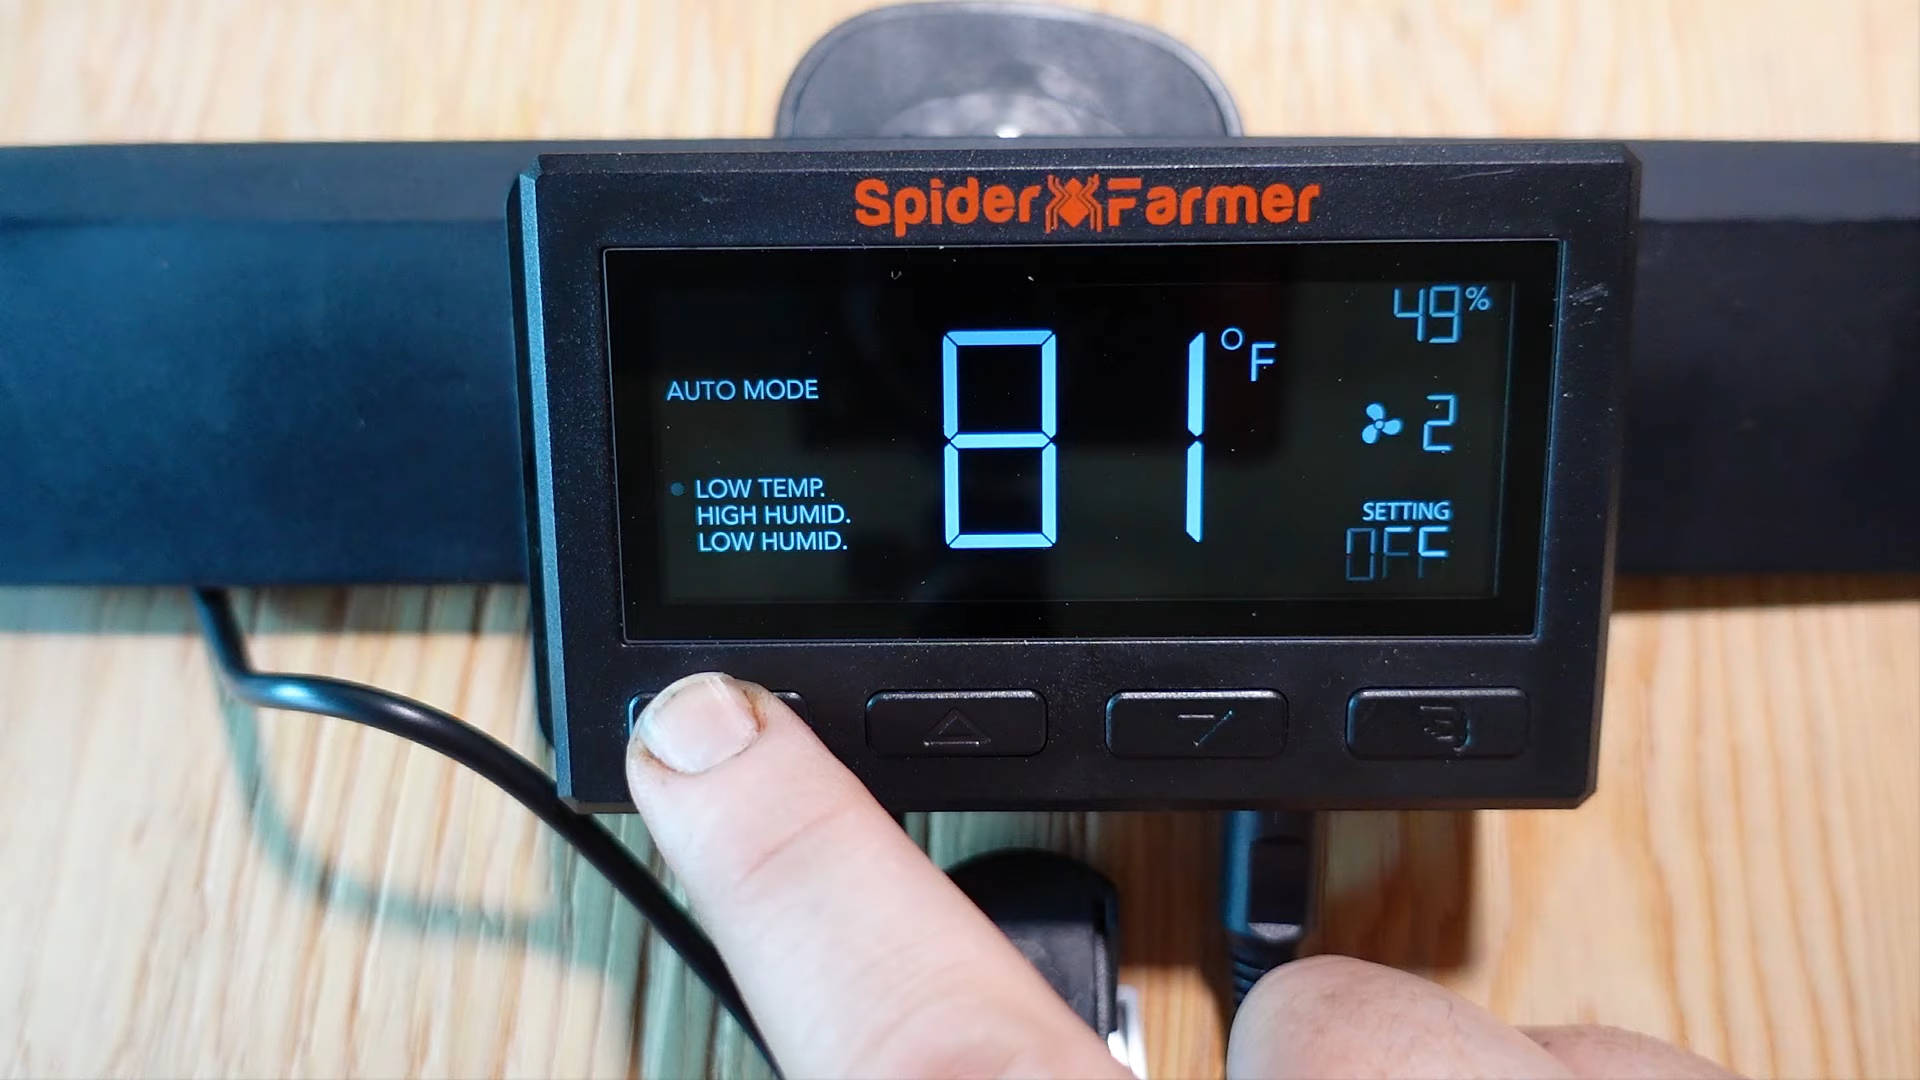 Spider Farmer
49%
81°F
AUTO MODE
2
LOW TEMP.
HIGH HUMID.
LOW HUMID.
SETTING
OFF